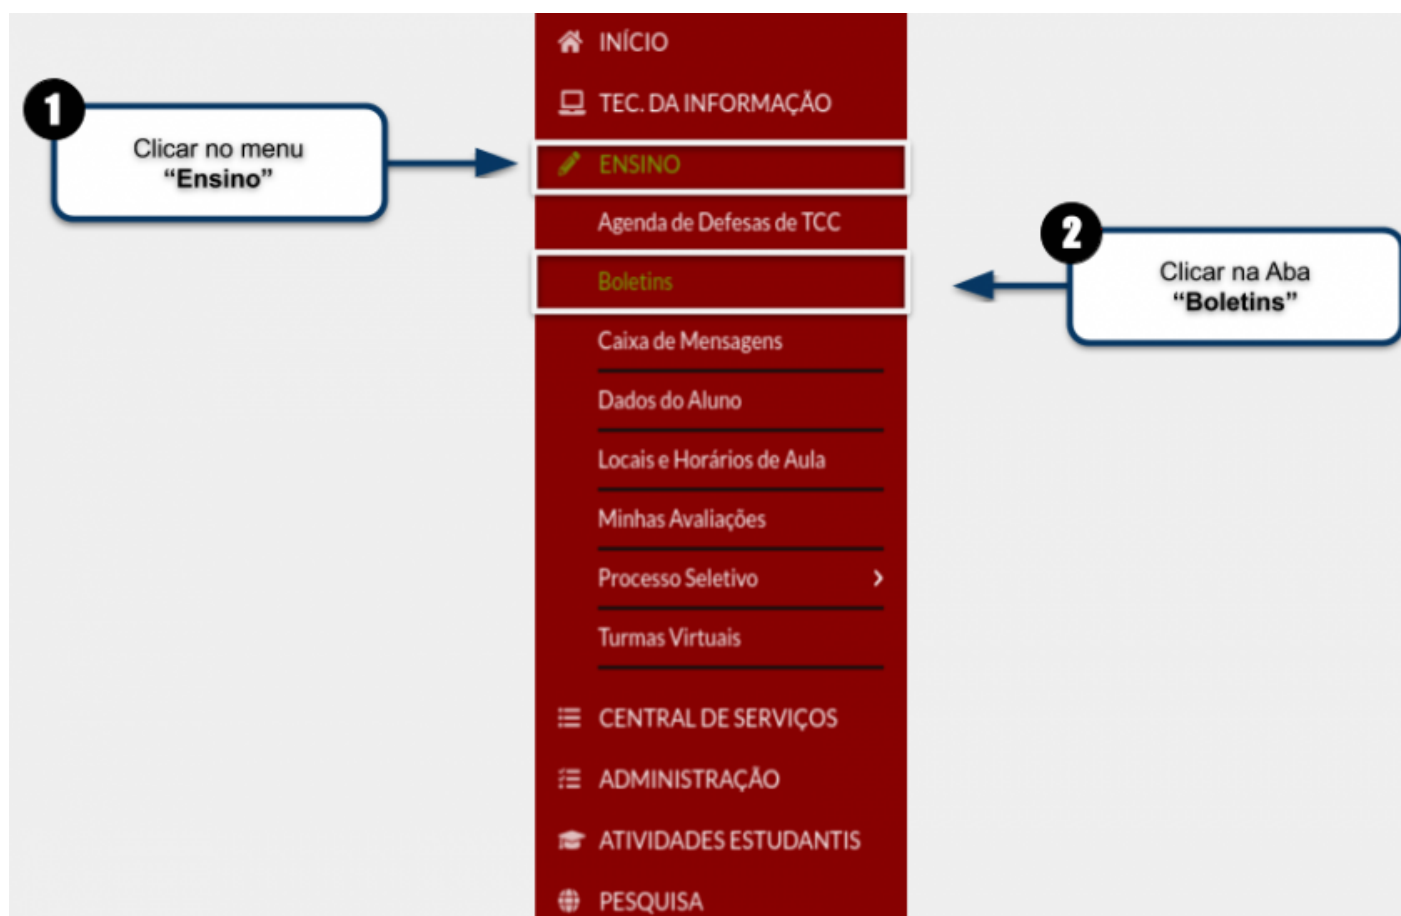 INÍCIO
TEC. DA INFORMAÇÃO
1
Clicar no menu
“Ensino”
ENSINO
Agenda de Defesas de TCC
2
Clicar na Aba
“Boletins”
Boletins
Caixa de Mensagens
Dados do Aluno
Locais e Horários de Aula
Minhas Avaliações
Processo Seletivo
Turmas Virtuais
CENTRAL DE SERVIÇOS
ADMINISTRAÇÃO
ATIVIDADES ESTUDANTIS
PESQUISA